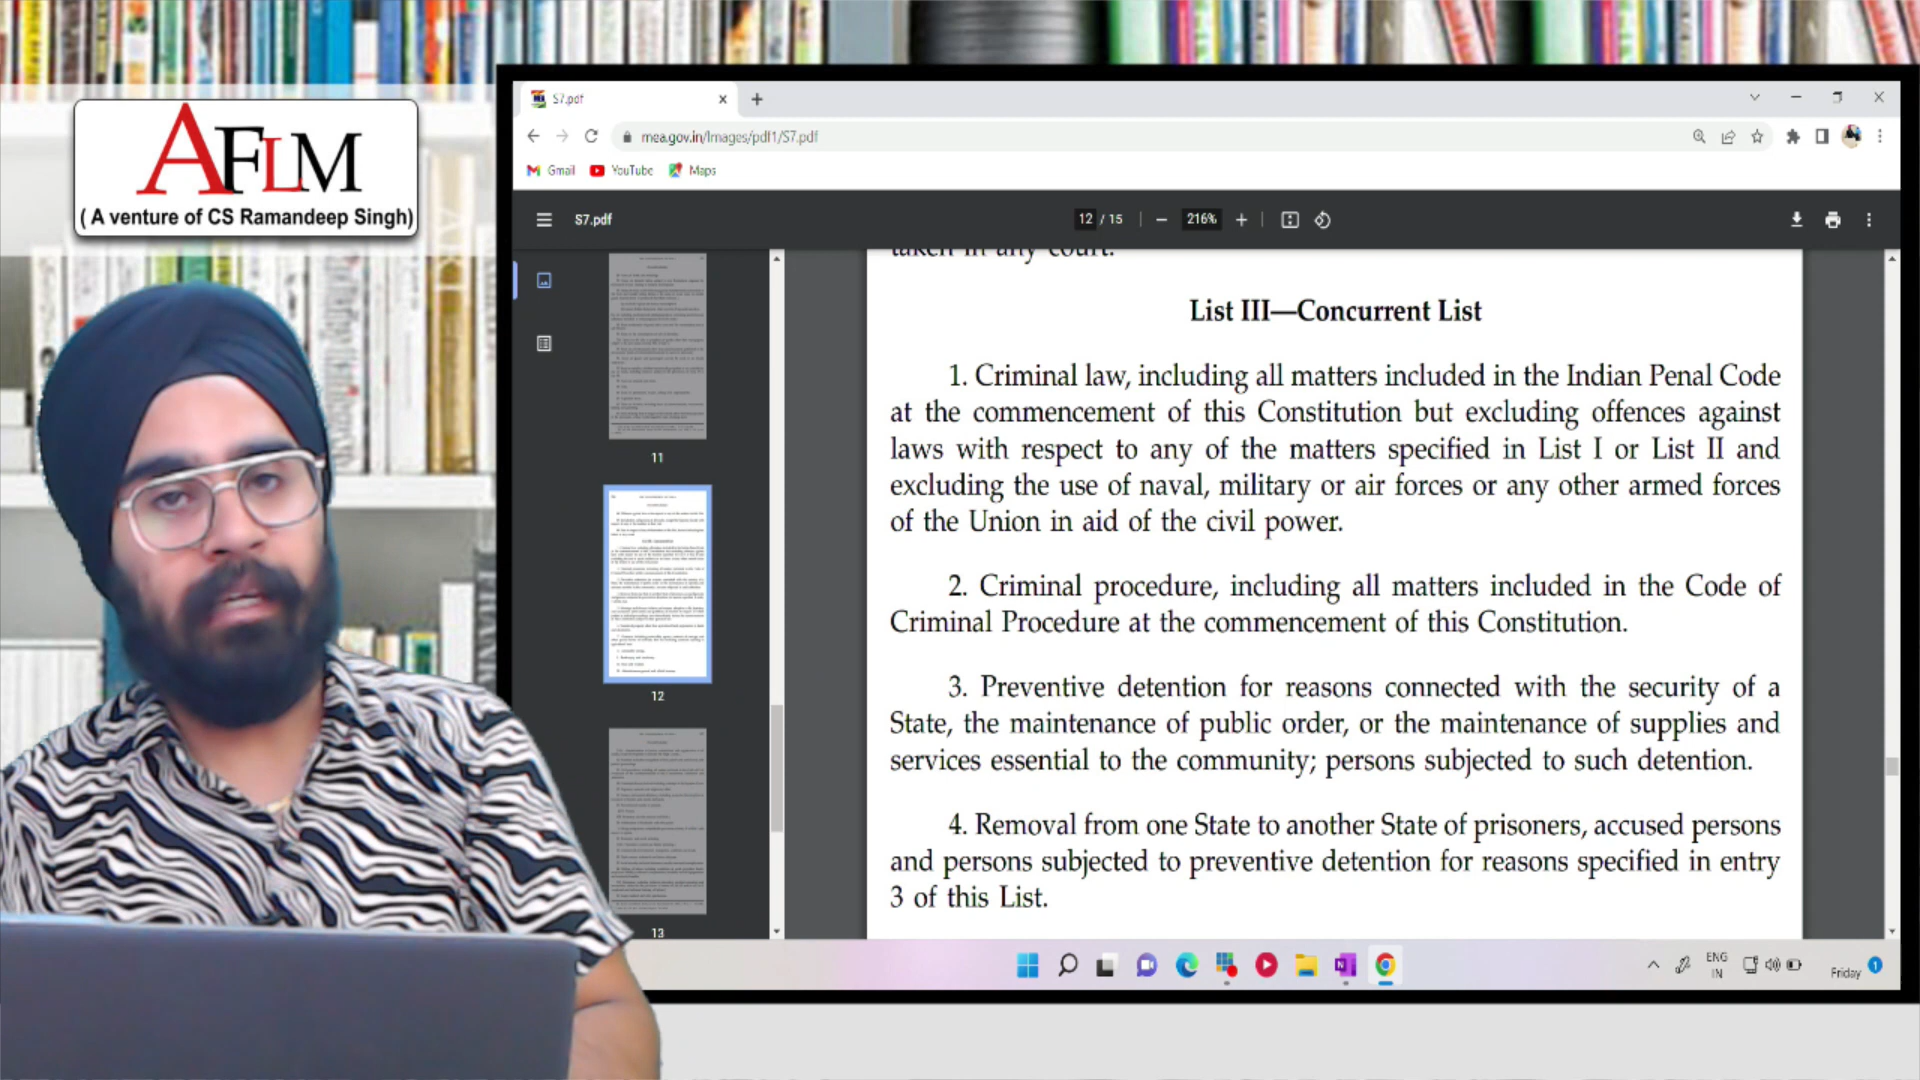 AFLM
( A venture of CS Ramandeep Singh)
S7.pdf
mea.gov.in/Images/pdf1/S7.pdf
Gmail YouTube Maps
S7.pdf 12 / 15 216%
taken in any court.
List III—Concurrent List
1. Criminal law, including all matters included in the Indian Penal Code
at the commencement of this Constitution but excluding offences against
laws with respect to any of the matters specified in List I or List II and
excluding the use of naval, military or air forces or any other armed forces
of the Union in aid of the civil power.
2. Criminal procedure, including all matters included in the Code of
Criminal Procedure at the commencement of this Constitution.
3. Preventive detention for reasons connected with the security of a
State, the maintenance of public order, or the maintenance of supplies and
services essential to the community; persons subjected to such detention.
4. Removal from one State to another State of prisoners, accused persons
and persons subjected to preventive detention for reasons specified in entry
3 of this List.
11
12
13
ENG
IN
Friday 1